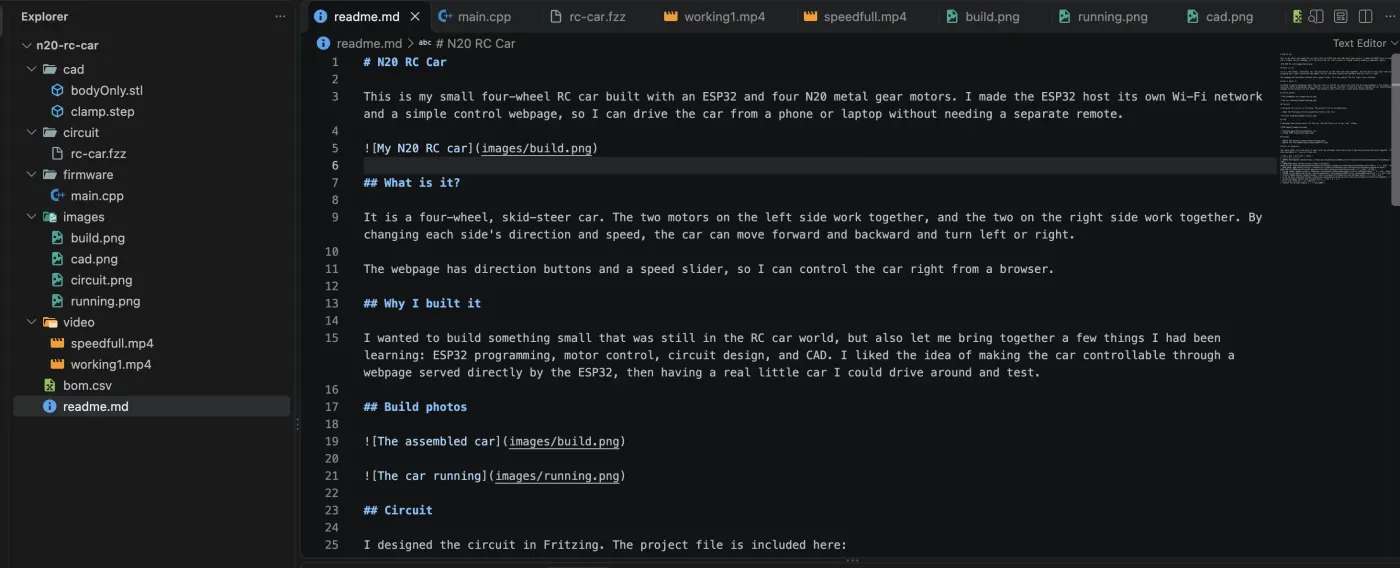 Explorer
n20-rc-car
cad
bodyOnly.stl
clamp.step
circuit
rc-car.fzz
firmware
main.cpp
images
build.png
cad.png
circuit.png
running.png
video
speedfull.mp4
working1.mp4
bom.csv
readme.md
readme.md
main.cpp
rc-car.fzz
working1.mp4
speedfull.mp4
build.png
running.png
cad.png
readme.md > abc # N20 RC Car
Text Editor
1 # N20 RC Car
2
3 This is my small four-wheel RC car built with an ESP32 and four N20 metal gear motors. I made the ESP32 host its own Wi-Fi network
and a simple control webpage, so I can drive the car from a phone or laptop without needing a separate remote.
4
5 ![My N20 RC car](images/build.png)
6
7 ## What is it?
8
9 It is a four-wheel, skid-steer car. The two motors on the left side work together, and the two on the right side work together. By
changing each side's direction and speed, the car can move forward and backward and turn left or right.
10
11 The webpage has direction buttons and a speed slider, so I can control the car right from a browser.
12
13 ## Why I built it
14
15 I wanted to build something small that was still in the RC car world, but also let me bring together a few things I had been
learning: ESP32 programming, motor control, circuit design, and CAD. I liked the idea of making the car controllable through a
webpage served directly by the ESP32, then having a real little car I could drive around and test.
16
17 ## Build photos
18
19 ![The assembled car](images/build.png)
20
21 ![The car running](images/running.png)
22
23 ## Circuit
24
25 I designed the circuit in Fritzing. The project file is included here: